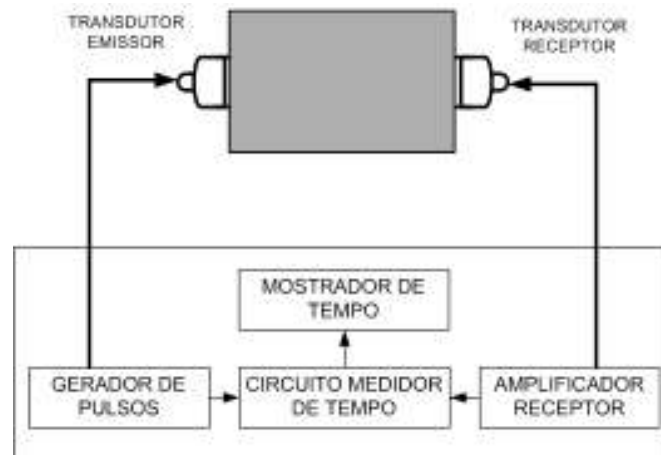 TRANSDUTOR
EMISSOR
TRANSDUTOR
RECEPTOR
MOSTRADOR DE
TEMPO
GERADOR DE
PULSOS
CIRCUITO MEDIDOR
DE TEMPO
AMPLIFICADOR
RECEPTOR